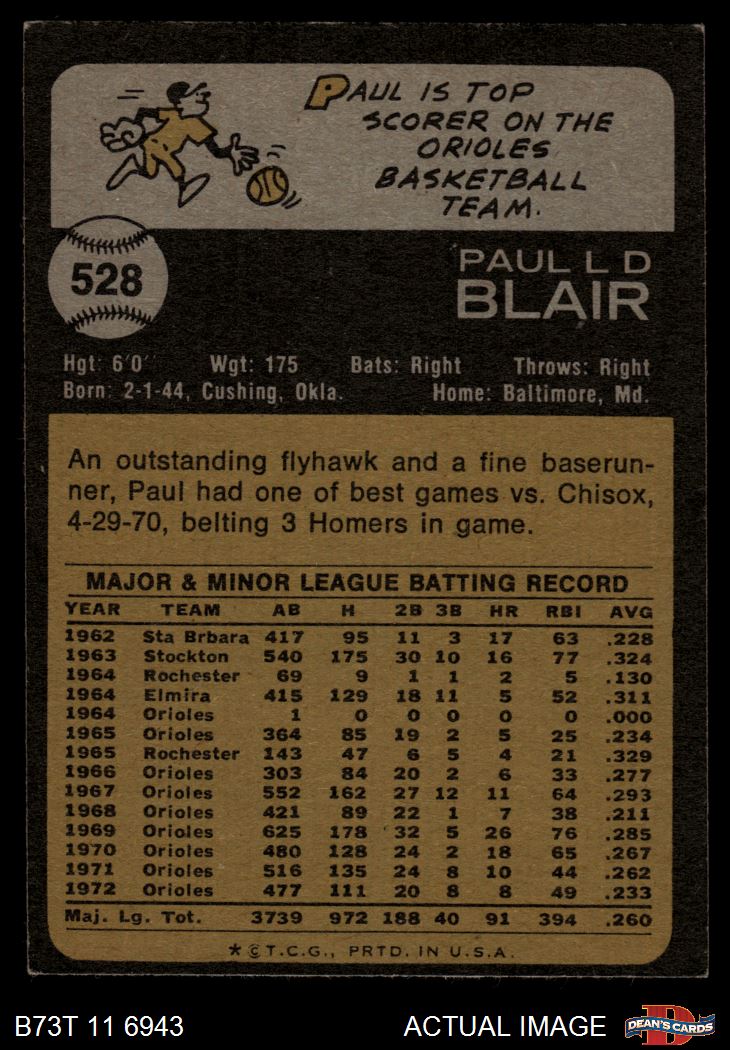 PAUL IS TOP
SCORER ON THE
ORIOLES
BASKETBALL
TEAM.
528
PAUL L D
BLAIR
Hgt: 6'0" Wgt: 175 Bats: Right Throws: Right
Born: 2-1-44, Cushing, Okla. Home: Baltimore, Md.
An outstanding flyhawk and a fine baserun-
ner, Paul had one of best games vs. Chisox,
4-29-70, belting 3 Homers in game.
MAJOR & MINOR LEAGUE BATTING RECORD
YEAR TEAM AB H 2B 3B HR RBI AVG
1962 Sta Brbara 417 95 11 3 17 63 .228
1963 Stockton 540 175 30 10 16 77 .324
1964 Rochester 69 9 1 1 2 5 .130
1964 Elmira 415 129 18 11 5 52 .311
1964 Orioles 1 0 0 0 0 0 .000
1965 Orioles 364 85 19 2 5 25 .234
1965 Rochester 143 47 6 5 4 21 .329
1966 Orioles 303 84 20 2 6 33 .277
1967 Orioles 552 162 27 12 11 64 .293
1968 Orioles 421 89 22 1 7 38 .211
1969 Orioles 625 178 32 5 26 76 .285
1970 Orioles 480 128 24 2 18 65 .267
1971 Orioles 516 135 24 8 10 44 .262
1972 Orioles 477 111 20 8 8 49 .233
Maj. Lg. Tot. 3739 972 188 40 91 394 .260
* © T.C.G., PRTD. IN U.S.A.
B73T 11 6943 ACTUAL IMAGE D DEAN'S CARDS